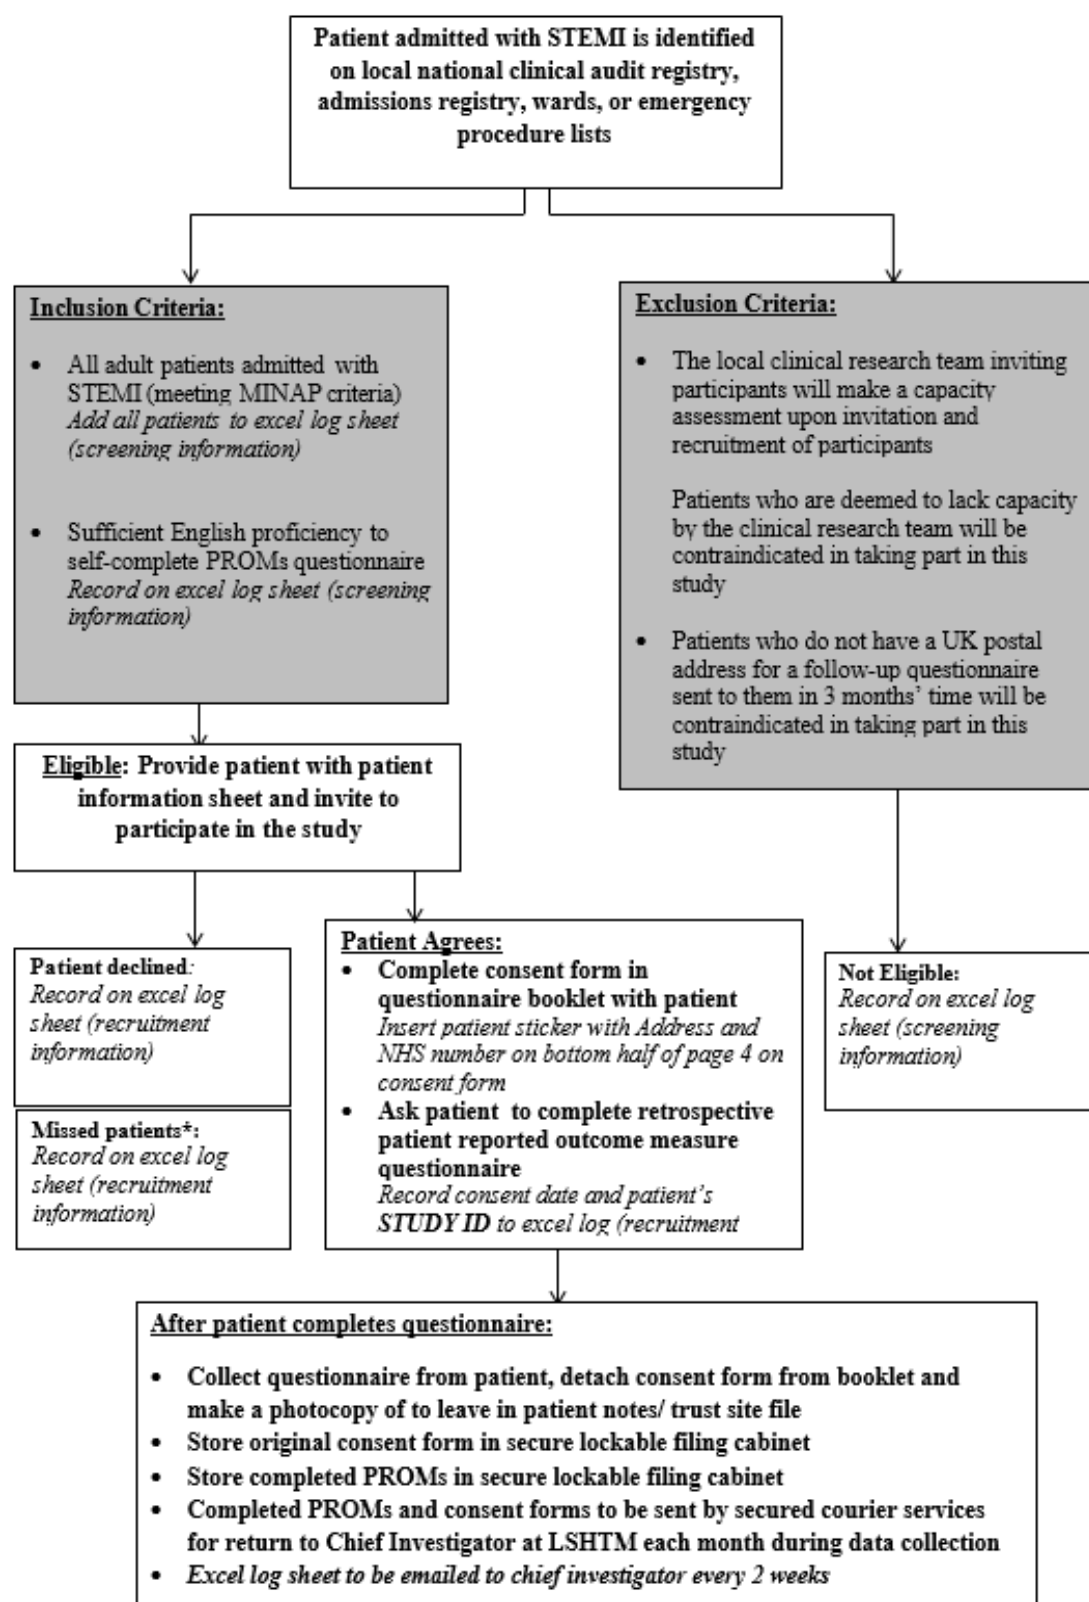 Patient admitted with STEMI is identified
on local national clinical audit registry,
admissions registry, wards, or emergency
procedure lists
Inclusion Criteria:
• All adult patients admitted with
STEMI (meeting MINAP criteria)
Add all patients to excel log sheet
(screening information)
• Sufficient English proficiency to
self-complete PROMs questionnaire
Record on excel log sheet (screening
information)
Exclusion Criteria:
• The local clinical research team inviting
participants will make a capacity
assessment upon invitation and
recruitment of participants
Patients who are deemed to lack capacity
by the clinical research team will be
contraindicated in taking part in this
study
• Patients who do not have a UK postal
address for a follow-up questionnaire
sent to them in 3 months’ time will be
contraindicated in taking part in this
study
Eligible: Provide patient with patient
information sheet and invite to
participate in the study
Patient declined:
Record on excel log
sheet (recruitment
information)
Missed patients*:
Record on excel log
sheet (recruitment
information)
Patient Agrees:
• Complete consent form in
questionnaire booklet with patient
Insert patient sticker with Address and
NHS number on bottom half of page 4 on
consent form
• Ask patient to complete retrospective
patient reported outcome measure
questionnaire
Record consent date and patient’s
STUDY ID to excel log (recruitment
Not Eligible:
Record on excel log
sheet (screening
information)
After patient completes questionnaire:
• Collect questionnaire from patient, detach consent form from booklet and
make a photocopy of to leave in patient notes/ trust site file
• Store original consent form in secure lockable filing cabinet
• Store completed PROMs in secure lockable filing cabinet
• Completed PROMs and consent forms to be sent by secured courier services
for return to Chief Investigator at LSHTM each month during data collection
• Excel log sheet to be emailed to chief investigator every 2 weeks